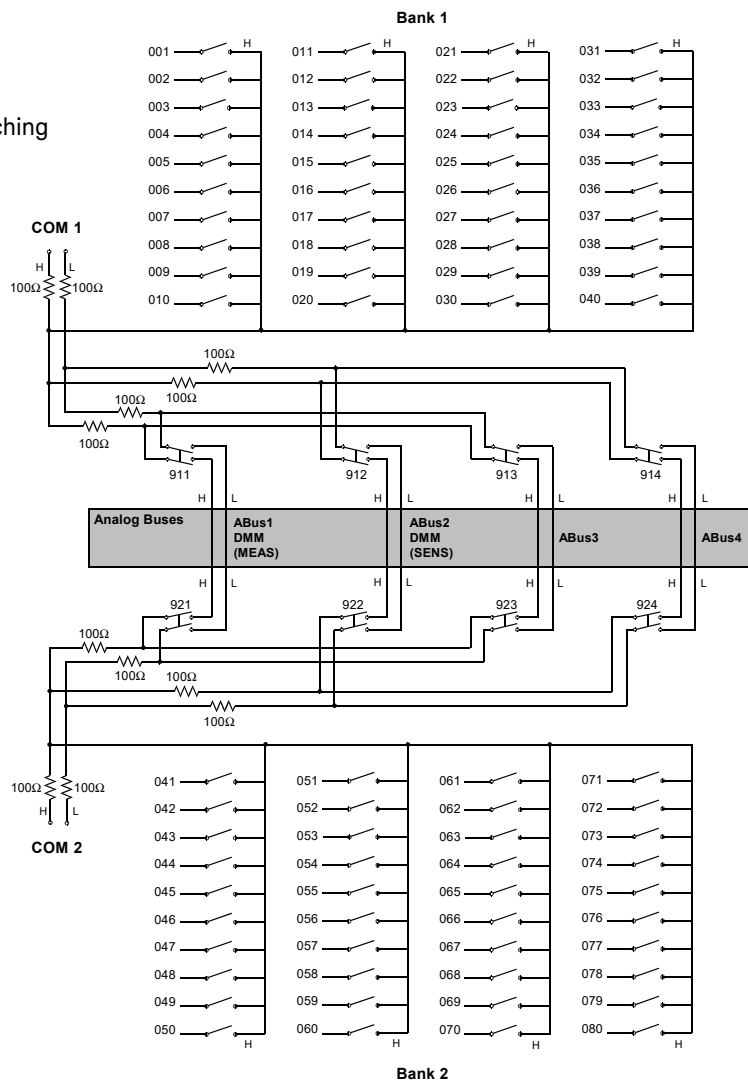 Bank 1
ching
H H H H
001 011 021 031
002 012 022 032
003 013 023 033
004 014 024 034
005 015 025 035
006 016 026 036
007 017 027 037
008 018 028 038
009 019 029 039
010 020 030 040
COM 1
H L
100Ω 100Ω
100Ω
100Ω
100Ω
100Ω
911 912 913 914
H L H L H L H L
Analog Buses
ABus1
DMM
(MEAS)
ABus2
DMM
(SENS)
ABus3
ABus4
H L H L H L H L
921 922 923 924
100Ω
100Ω 100Ω
100Ω
100Ω 100Ω
H L
COM 2
041 051 061 071
042 052 062 072
043 053 063 073
044 054 064 074
045 055 065 075
046 056 066 076
047 057 067 077
048 058 068 078
049 059 069 079
050 060 070 080
H H H H
Bank 2